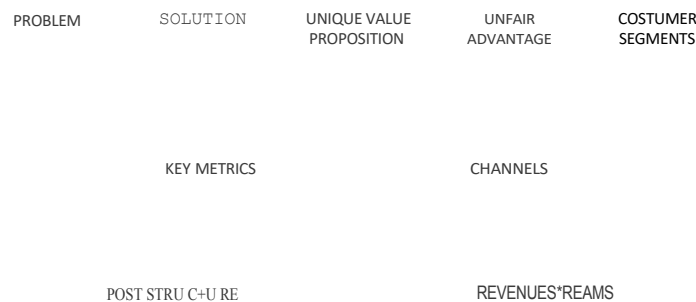 PROBLEM
SOLUTION
UNIQUE VALUE
PROPOSITION
UNFAIR
ADVANTAGE
COSTUMER
SEGMENTS
KEY METRICS
CHANNELS
POST STRU C+U RE
REVENUES*REAMS